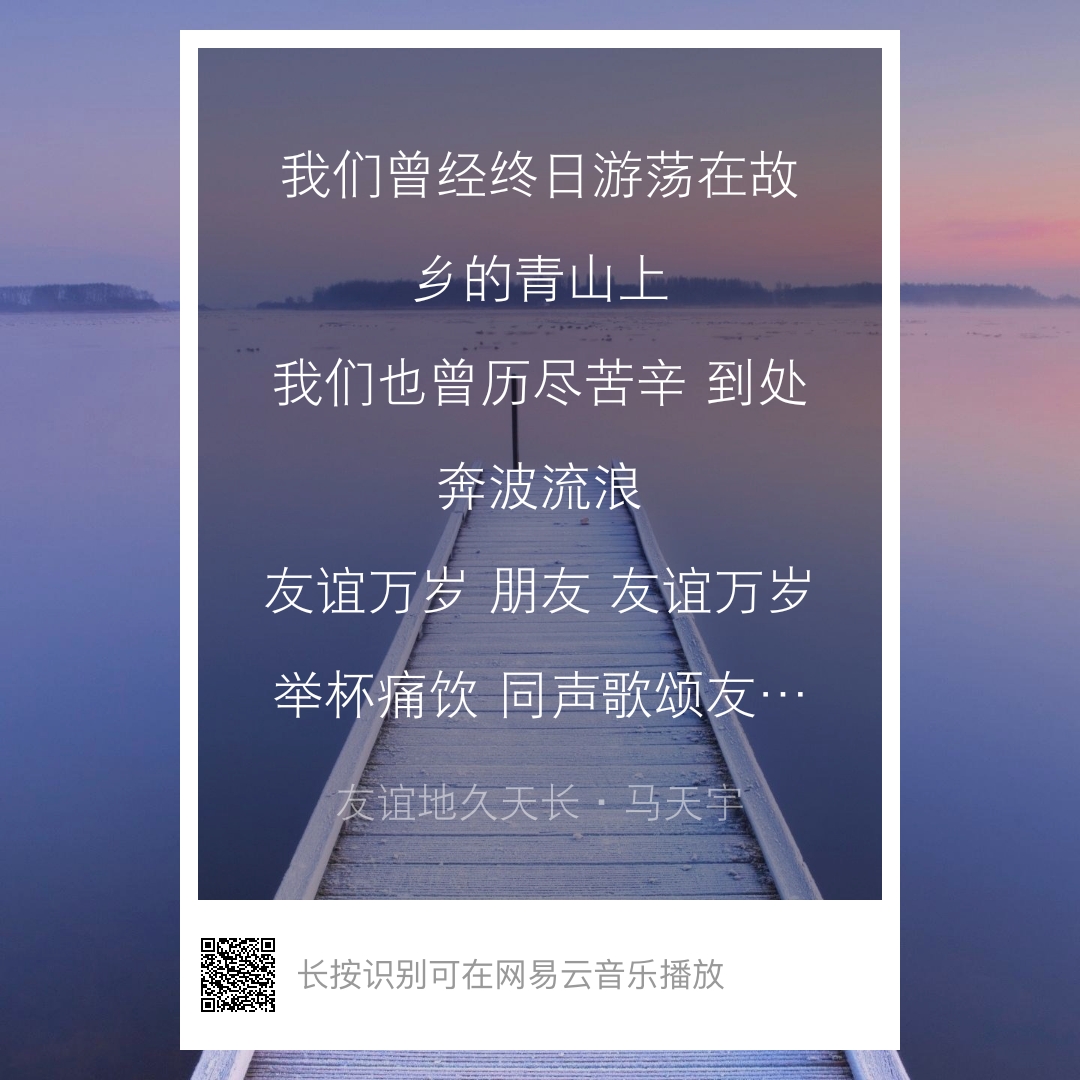 我们曾经终日游荡在故
乡的青山上
我们也曾历尽苦辛 到处
奔波流浪
友谊万岁 朋友 友谊万岁
举杯痛饮 同声歌颂友…
友谊地久天长·马天宇
长按识别可在网易云音乐播放